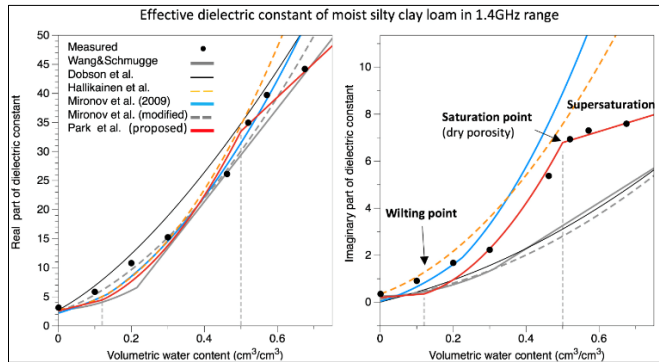 Effective dielectric constant of moist silty clay loam in 1.4GHz range
Real part of dielectric constant
50
45
40
35
30
25
20
15
10
5
0
Measured
Wang&Schmugge
Dobson et al.
Hallikainen et al.
Mironov et al. (2009)
Mironov et al. (modified)
Park et al. (proposed)
0
0.2
0.4
0.6
Volumetric water content (cm³/cm³)
Imaginary part of dielectric constant
10
8
6
4
2
0
Saturation point
(dry porosity)
Supersaturation
Wilting point
0
0.2
0.4
0.6
Volumetric water content (cm³/cm³)